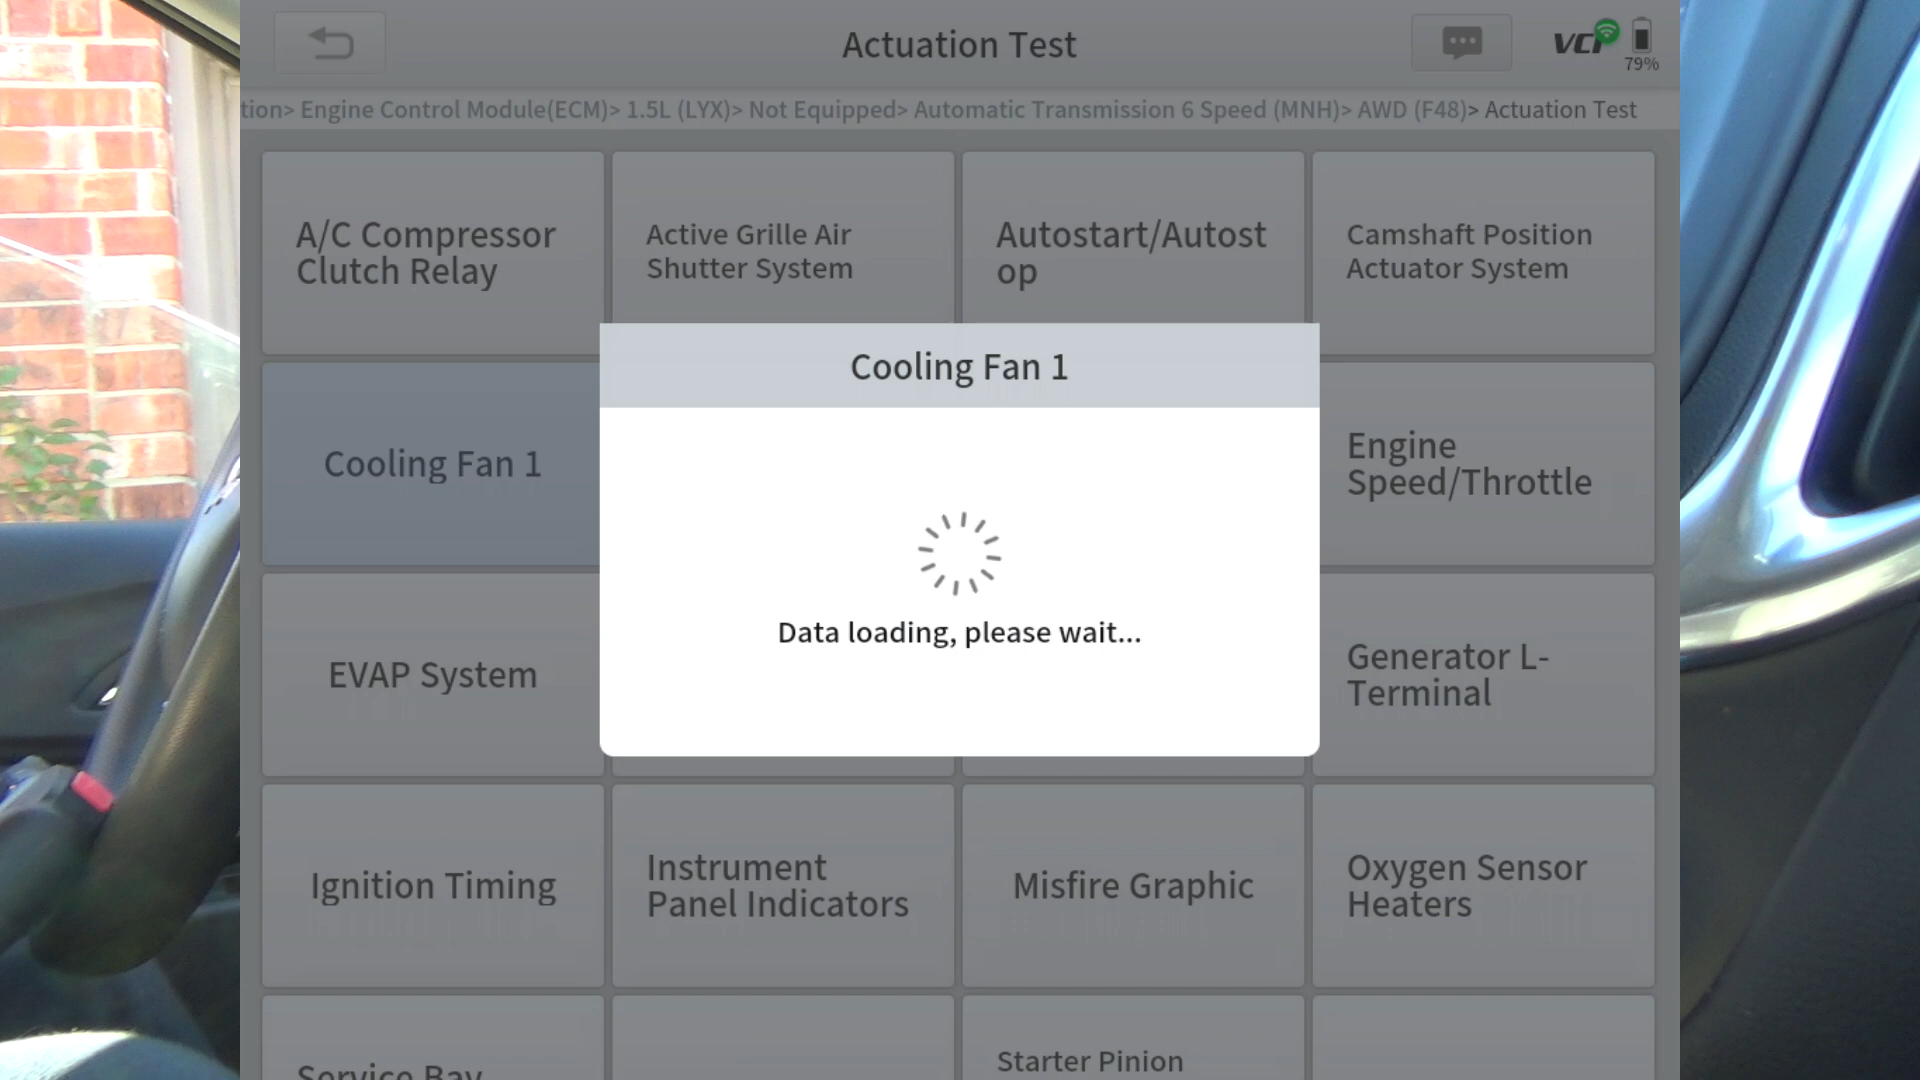 Actuation Test
VCI
79%
tion> Engine Control Module(ECM)> 1.5L (LYX)> Not Equipped> Automatic Transmission 6 Speed (MNH)> AWD (F48)> Actuation Test
A/C Compressor
Clutch Relay
Active Grille Air
Shutter System
Autostart/Autost
op
Camshaft Position
Actuator System
Cooling Fan 1
Cooling Fan 1
Data loading, please wait...
Engine
Speed/Throttle
EVAP System
Generator L-
Terminal
Ignition Timing
Instrument
Panel Indicators
Misfire Graphic
Oxygen Sensor
Heaters
Service Bay
Starter Pinion